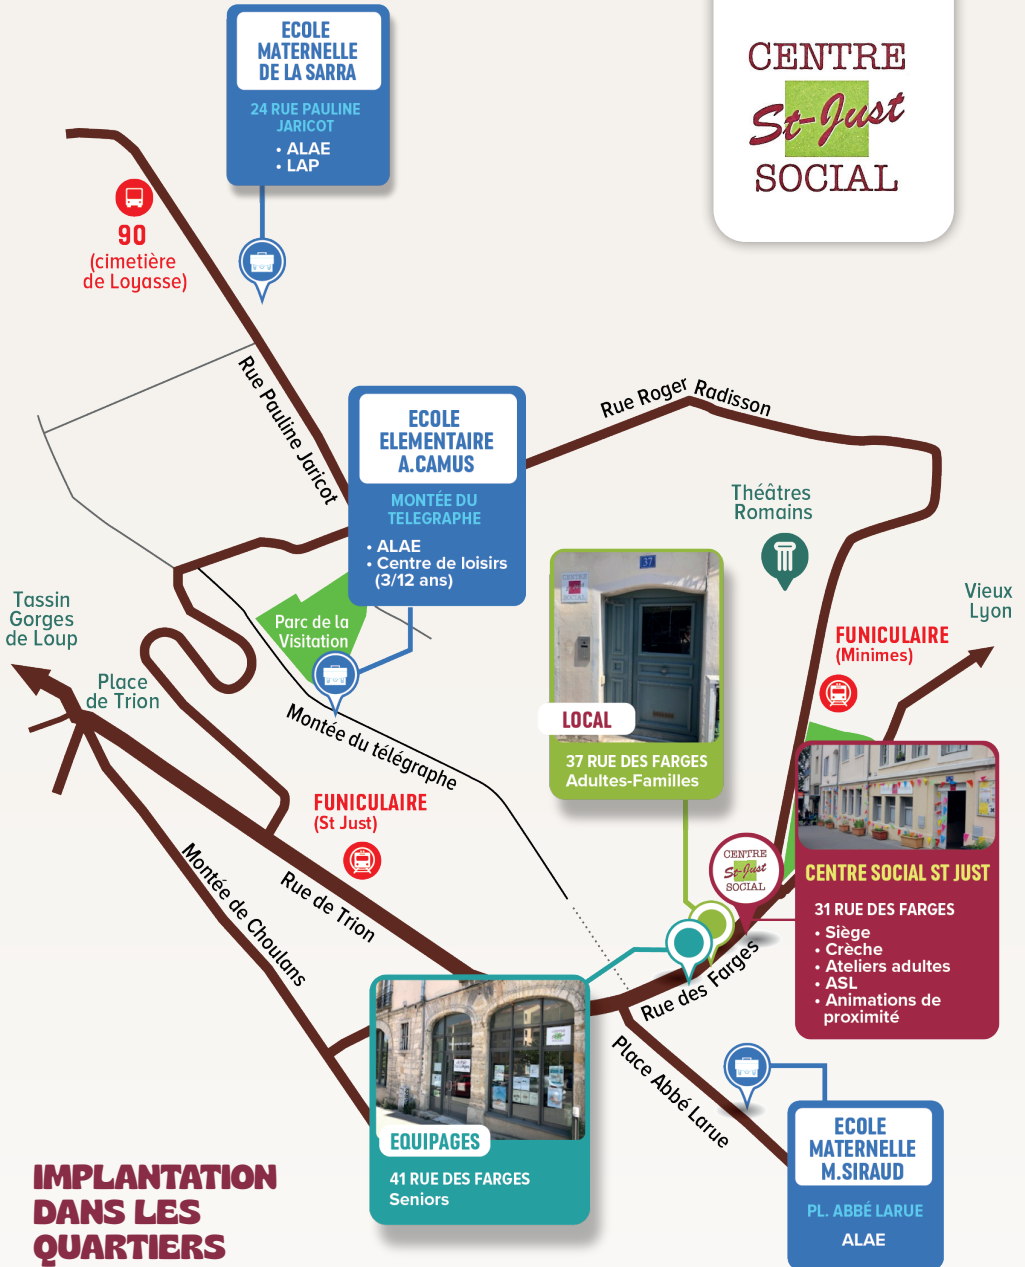 ECOLE
MATERNELLE
DE LA SARRA
24 RUE PAULINE
JARICOT
• ALAE
• LAP
CENTRE
St-Just
SOCIAL
90
(cimetière
de Loyasse)
Rue Pauline Jaricot
ECOLE
ELEMENTAIRE
A.CAMUS
MONTÉE DU
TELEGRAPHE
• ALAE
• Centre de loisirs
(3/12 ans)
Rue Roger Radisson
Théâtres
Romains
Vieux
Lyon
FUNICULAIRE
(Minimes)
Tassin
Gorges
de Loup
Place
de Trion
Parc de la
Visitation
Montée du télégraphe
37
CENTRE
St-Just
SOCIAL
LOCAL
37 RUE DES FARGES
Adultes-Familles
FUNICULAIRE
(St Just)
Montée de Choulans
Rue de Trion
CENTRE
St-Just
SOCIAL
CENTRE SOCIAL ST JUST
31 RUE DES FARGES
• Siège
• Crèche
• Ateliers adultes
• ASL
• Animations de
proximité
Rue des Farges
Place Abbé Larue
EQUIPAGES
41 RUE DES FARGES
Seniors
ECOLE
MATERNELLE
M.SIRAUD
PL. ABBÉ LARUE
ALAE
IMPLANTATION
DANS LES
QUARTIERS